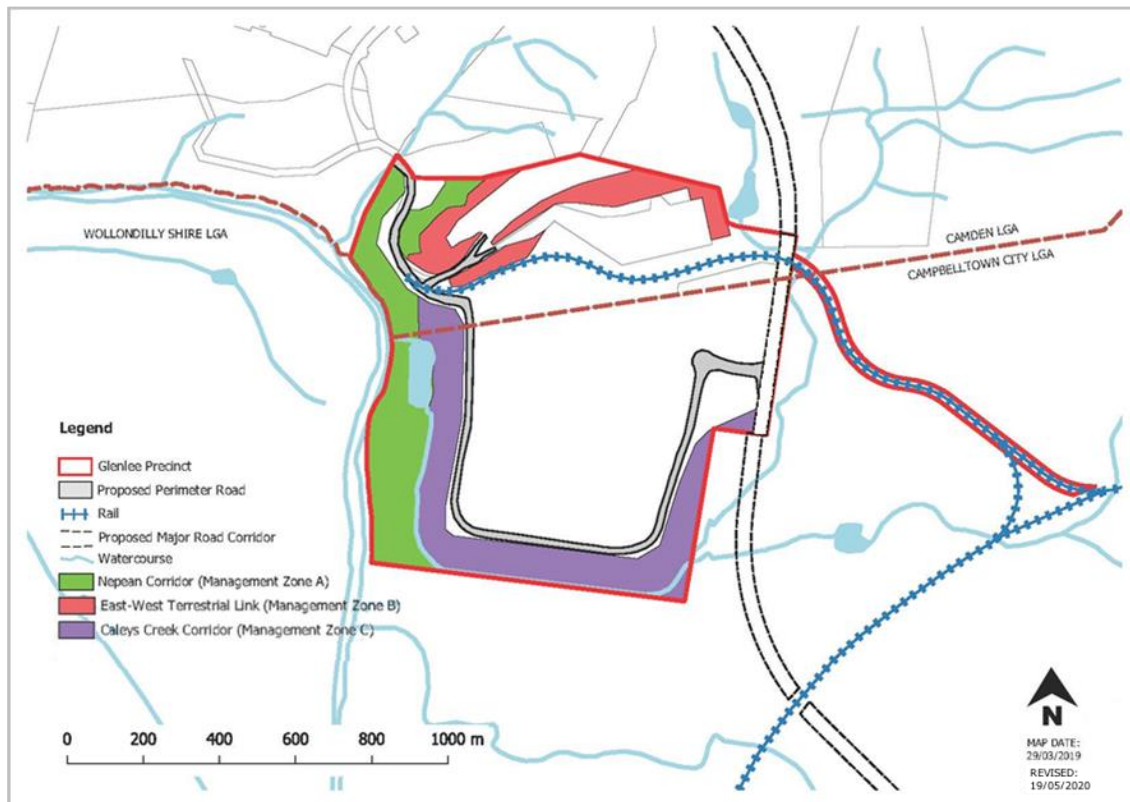 WOLLONDILLY SHIRE LGA
CAMDEN LGA
CAMPBELLTOWN CITY LGA
Legend
Glenlee Precinct
Proposed Perimeter Road
Rail
Proposed Major Road Corridor
Watercourse
Nepean Corridor (Management Zone A)
East-West Terrestrial Link (Management Zone B)
Caleys Creek Corridor (Management Zone C)
0 200 400 600 800 1000 m
N
MAP DATE:
29/03/2019
REVISED:
19/05/2020